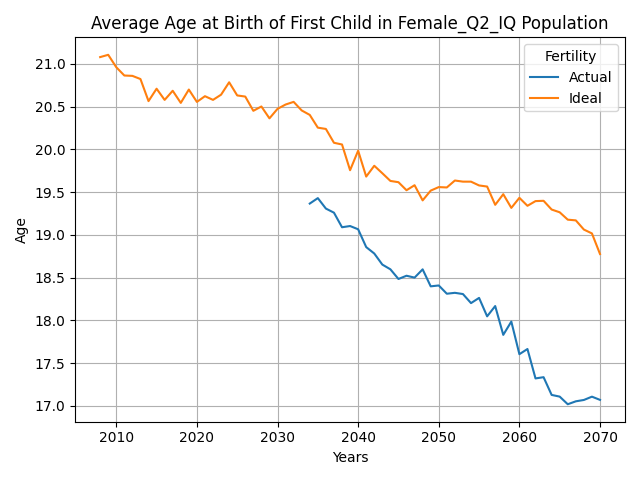 Average Age at Birth of First Child in Female_Q2_IQ Population
Fertility
Actual
Ideal
Age
21.0
20.5
20.0
19.5
19.0
18.5
18.0
17.5
17.0
2010 2020 2030 2040 2050 2060 2070
Years